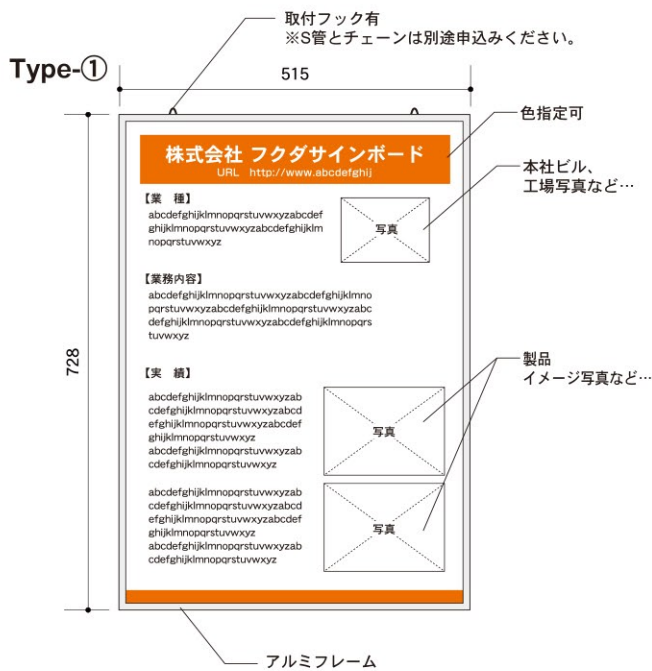 取付フック有
※S管とチェーンは別途申込みください。
Type-①
515
色指定可
株式会社 フクダサインボード
URL　http://www.abcdefghij
本社ビル、
工場写真など…
【業　種】
abcdefghijklmnopqrstuvwxyzabcdef
ghijklmnopqrstuvwxyzabcdefghijklm
nopqrstuvwxyz
写真
【業務内容】
abcdefghijklmnopqrstuvwxyzabcdefghijklmno
pqrstuvwxyzabcdefghijklmnopqrstuvwxyzabc
defghijklmnopqrstuvwxyzabcdefghijklmnopqrs
tuvwxyz
728
【実　績】
製品
イメージ写真など…
abcdefghijklmnopqrstuvwxyzab
cdefghijklmnopqrstuvwxyzabcd
efghijklmnopqrstuvwxyzabcdef
ghijklmnopqrstuvwxyz
abcdefghijklmnopqrstuvwxyzab
cdefghijklmnopqrstuvwxyz
写真
abcdefghijklmnopqrstuvwxyzab
cdefghijklmnopqrstuvwxyzabcd
efghijklmnopqrstuvwxyzabcdef
ghijklmnopqrstuvwxyz
abcdefghijklmnopqrstuvwxyzab
cdefghijklmnopqrstuvwxyz
写真
アルミフレーム